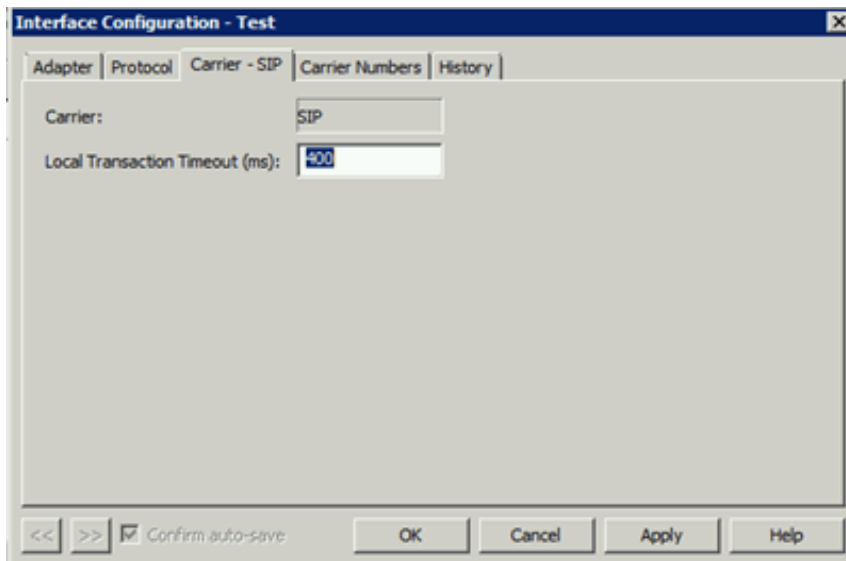 Interface Configuration - Test
Adapter Protocol Carrier - SIP Carrier Numbers History
Carrier: SIP
Local Transaction Timeout (ms): 400
<< >> Confirm auto-save OK Cancel Apply Help